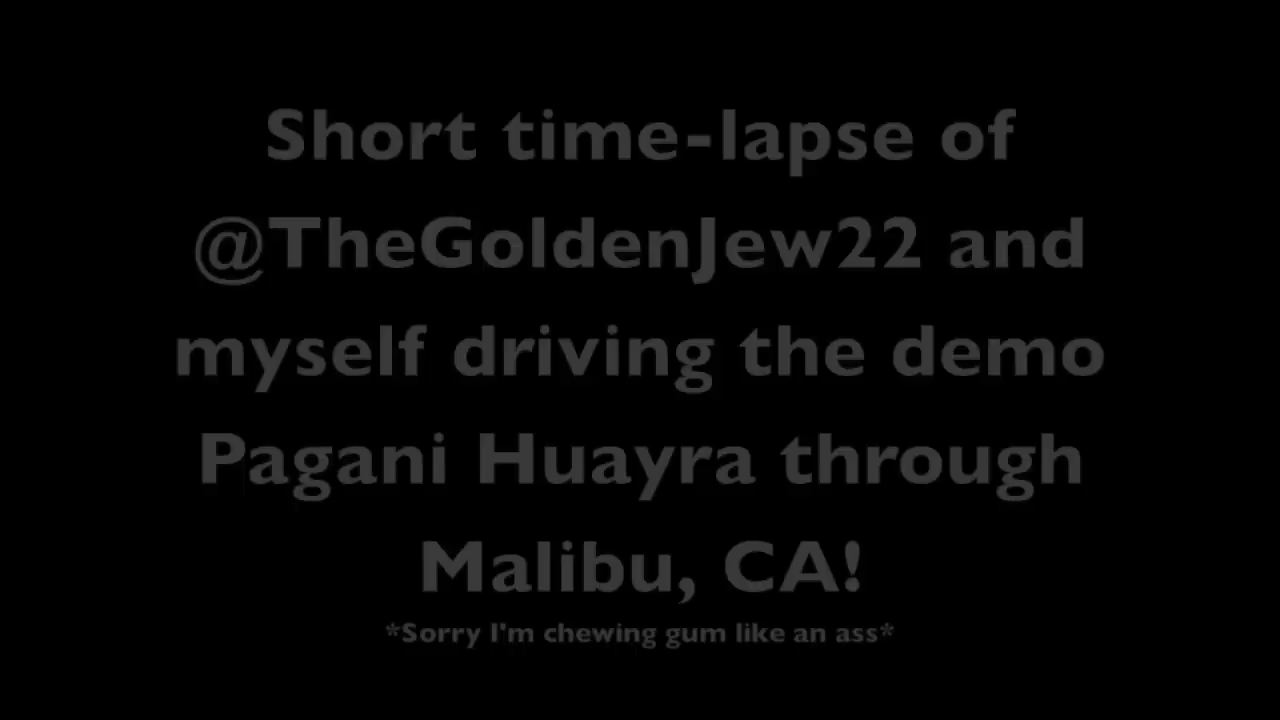 Short time-lapse of
@TheGoldenJew22 and
myself driving the demo
Pagani Huayra through
Malibu, CA!
*Sorry I'm chewing gum like an ass*